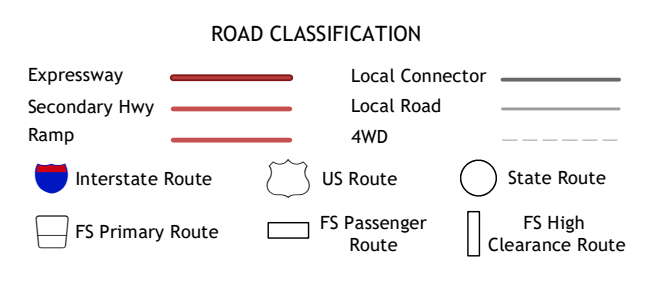 ROAD CLASSIFICATION
Expressway
Local Connector
Secondary Hwy
Local Road
Ramp
4WD
Interstate Route
US Route
State Route
FS Primary Route
FS Passenger
Route
FS High
Clearance Route